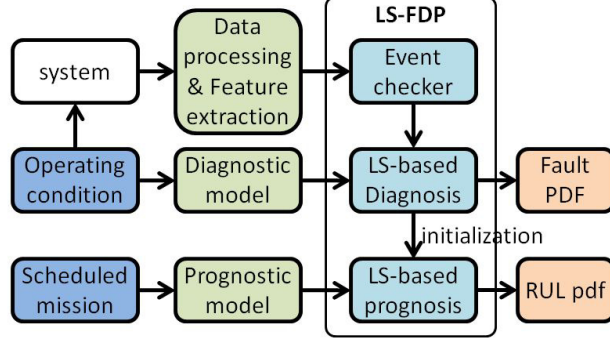 LS-FDP
system
Data
processing
& Feature
extraction
Event
checker
Operating
condition
Diagnostic
model
LS-based
Diagnosis
Fault
PDF
initialization
Scheduled
mission
Prognostic
model
LS-based
prognosis
RUL pdf